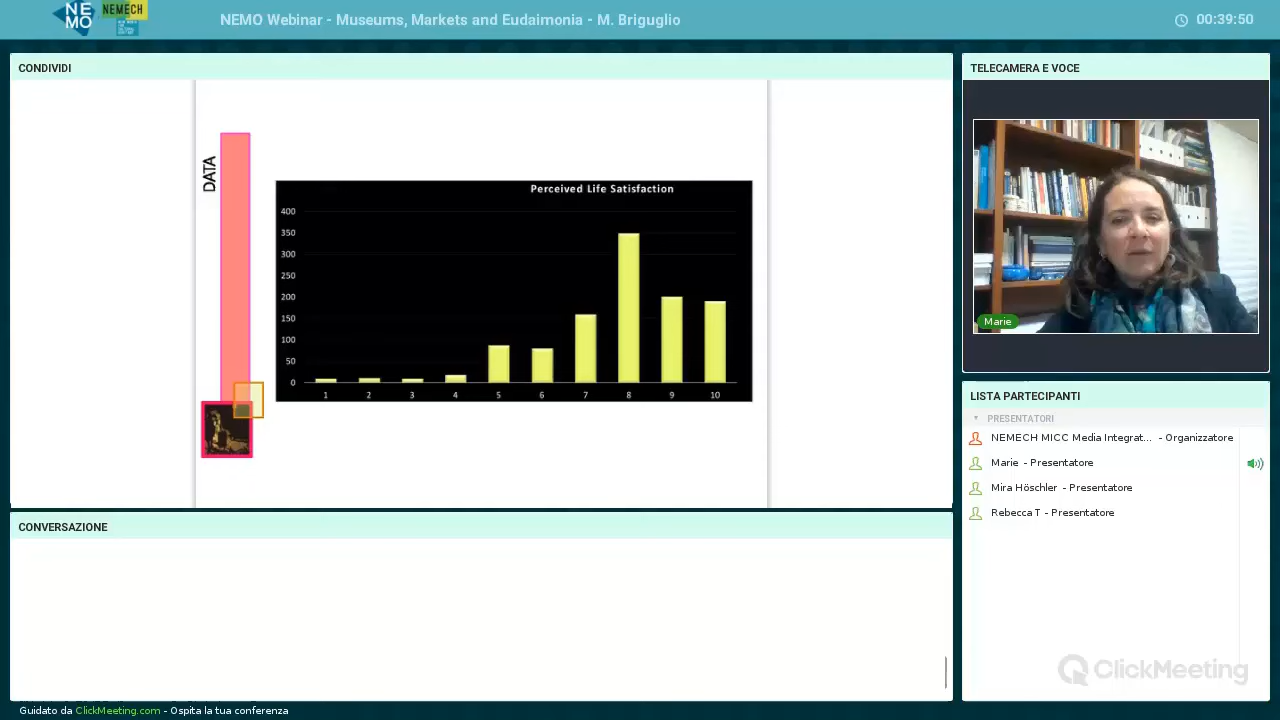 NE
MO
NEMECH
NEMO Webinar - Museums, Markets and Eudaimonia - M. Briguglio
00:39:50
CONDIVIDI
DATA
Perceived Life Satisfaction
400
350
300
250
200
150
100
50
0
1 2 3 4 5 6 7 8 9 10
TELECAMERA E VOCE
Marie
LISTA PARTECIPANTI
PRESENTATORI
NEMECH MICC Media Integrat... - Organizzatore
Marie - Presentatore
Mira Höschler - Presentatore
Rebecca T - Presentatore
CONVERSAZIONE
ClickMeeting
Guidato da ClickMeeting.com - Ospita la tua conferenza